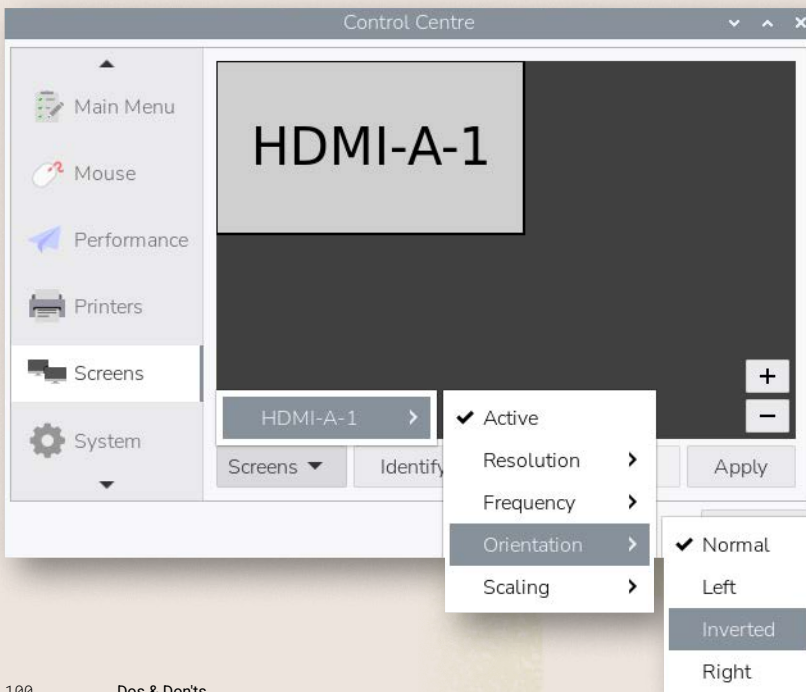 Control Centre
Main Menu
Mouse
Performance
Printers
Screens
System
HDMI-A-1
+
−
Screens
Identify
Apply
HDMI-A-1
Active
Resolution
Frequency
Orientation
Scaling
Normal
Left
Inverted
Right
100 Dos & Don'ts